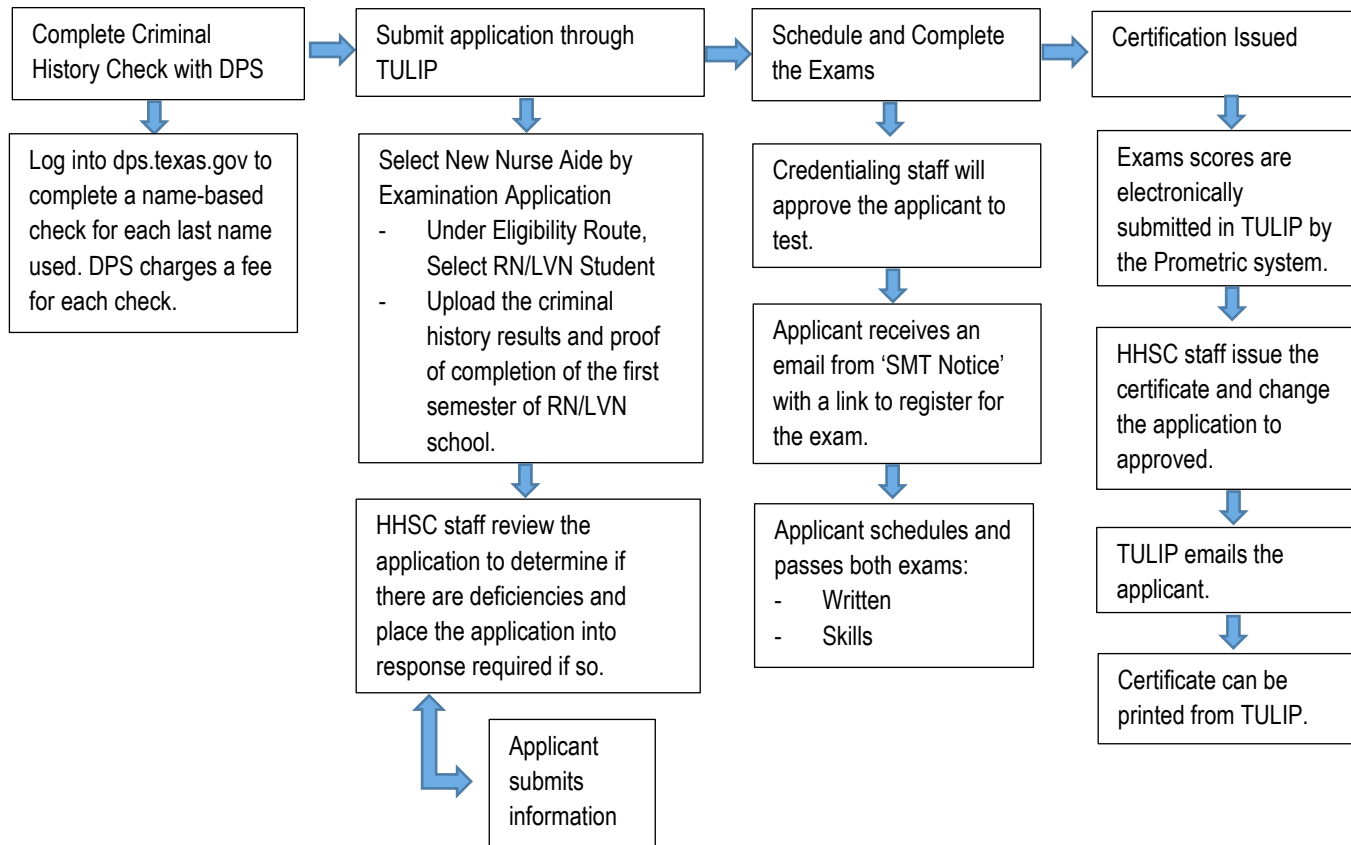 Complete Criminal
History Check with DPS
Log into dps.texas.gov to
complete a name-based
check for each last name
used. DPS charges a fee
for each check.
Submit application through
TULIP
Select New Nurse Aide by
Examination Application
- Under Eligibility Route,
Select RN/LVN Student
- Upload the criminal
history results and proof
of completion of the first
semester of RN/LVN
school.
HHSC staff review the
application to determine if
there are deficiencies and
place the application into
response required if so.
Applicant
submits
information
Schedule and Complete
the Exams
Credentialing staff will
approve the applicant to
test.
Applicant receives an
email from ‘SMT Notice’
with a link to register for
the exam.
Applicant schedules and
passes both exams:
- Written
- Skills
Certification Issued
Exams scores are
electronically
submitted in TULIP by
the Prometric system.
HHSC staff issue the
certificate and change
the application to
approved.
TULIP emails the
applicant.
Certificate can be
printed from TULIP.